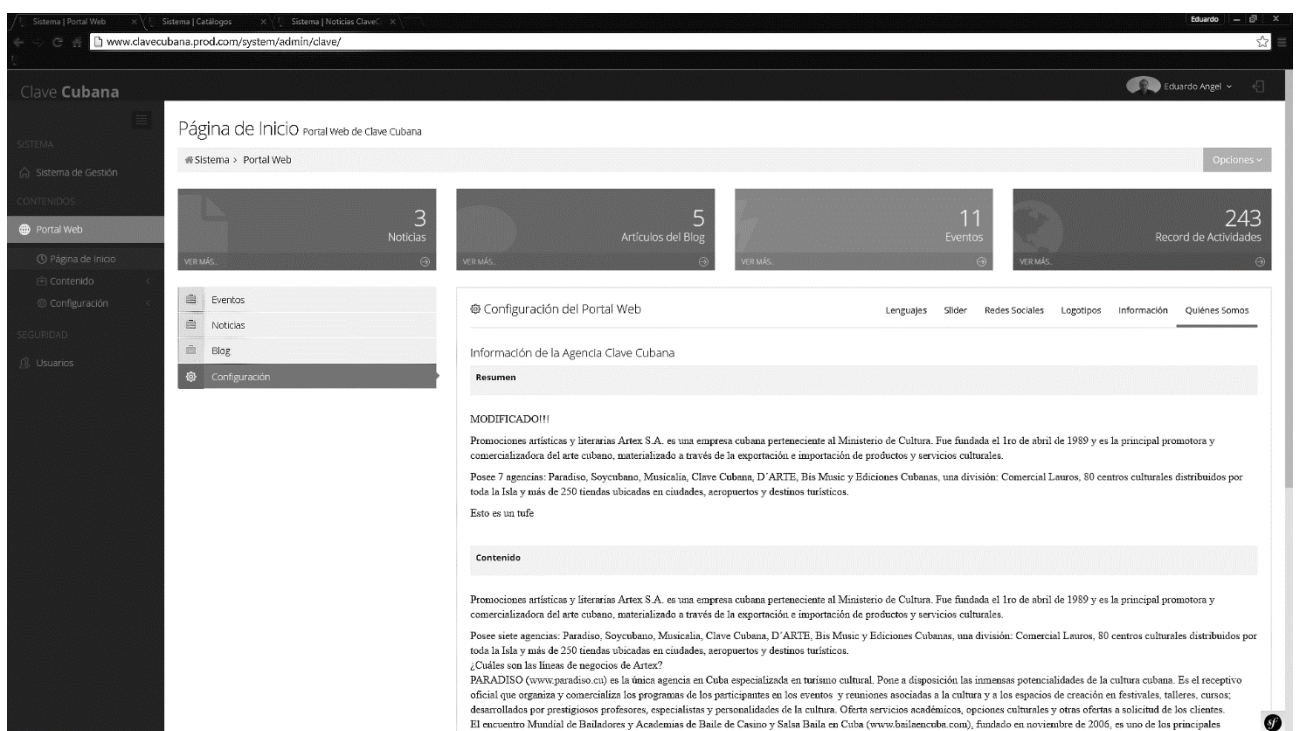 Sistema | Portal Web
Sistema | Catálogos
Sistema | Noticias Clave
Eduardo
www.clavecubana.prod.com/system/admin/clave/
Clave Cubana
Eduardo Angel
Página de Inicio Portal Web de Clave Cubana
SISTEMA
Sistema > Portal Web
Opciones
Sistema de Gestión
CONTENIDOS
Portal Web
Página de Inicio
Contenido
Configuración
SEGURIDAD
Usuarios
3
Noticias
VER MÁS..
5
Artículos del Blog
VER MÁS..
11
Eventos
VER MÁS..
243
Record de Actividades
VER MÁS..
Eventos
Noticias
Blog
Configuración
Configuración del Portal Web
Lenguajes Slider Redes Sociales Logotipos Información Quiénes Somos
Información de la Agencia Clave Cubana
Resumen
MODIFICADO!!!
Promociones artísticas y literarias Artex S.A. es una empresa cubana perteneciente al Ministerio de Cultura. Fue fundada el 1ro de abril de 1989 y es la principal promotora y
comercializadora del arte cubano, materializado a través de la exportación e importación de productos y servicios culturales.
Posee 7 agencias: Paradiso, Soycubano, Musicalia, Clave Cubana, D´ARTE, Bis Music y Ediciones Cubanas, una división: Comercial Lauros, 80 centros culturales distribuidos por
toda la Isla y más de 250 tiendas ubicadas en ciudades, aeropuertos y destinos turísticos.
Esto es un tufe
Contenido
Promociones artísticas y literarias Artex S.A. es una empresa cubana perteneciente al Ministerio de Cultura. Fue fundada el 1ro de abril de 1989 y es la principal promotora y
comercializadora del arte cubano, materializado a través de la exportación e importación de productos y servicios culturales.
Posee siete agencias: Paradiso, Soycubano, Musicalia, Clave Cubana, D´ARTE, Bis Music y Ediciones Cubanas, una división: Comercial Lauros, 80 centros culturales distribuidos por
toda la Isla y más de 250 tiendas ubicadas en ciudades, aeropuertos y destinos turísticos.
¿Cuáles son las líneas de negocios de Artex?
PARADISO (www.paradiso.cu) es la única agencia en Cuba especializada en turismo cultural. Pone a disposición las inmensas potencialidades de la cultura cubana. Es el receptivo
oficial que organiza y comercializa los programas de los participantes en los eventos y reuniones asociadas a la cultura y a los espacios de creación en festivales, talleres, cursos;
desarrollados por prestigiosos profesores, especialistas y personalidades de la cultura. Oferta servicios académicos, opciones culturales y otras ofertas a solicitud de los clientes.
El encuentro Mundial de Bailadores y Academias de Baile de Casino y Salsa Baila en Cuba (www.bailaencuba.com), fundado en noviembre de 2006, es uno de los principales
sf